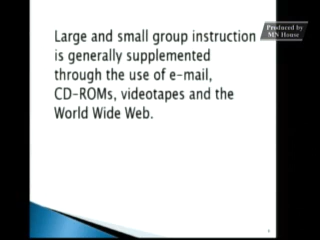 Large and small group instruction
is generally supplemented
through the use of e-mail,
CD-ROMs, videotapes and the
World Wide Web.
Produced by
MN House